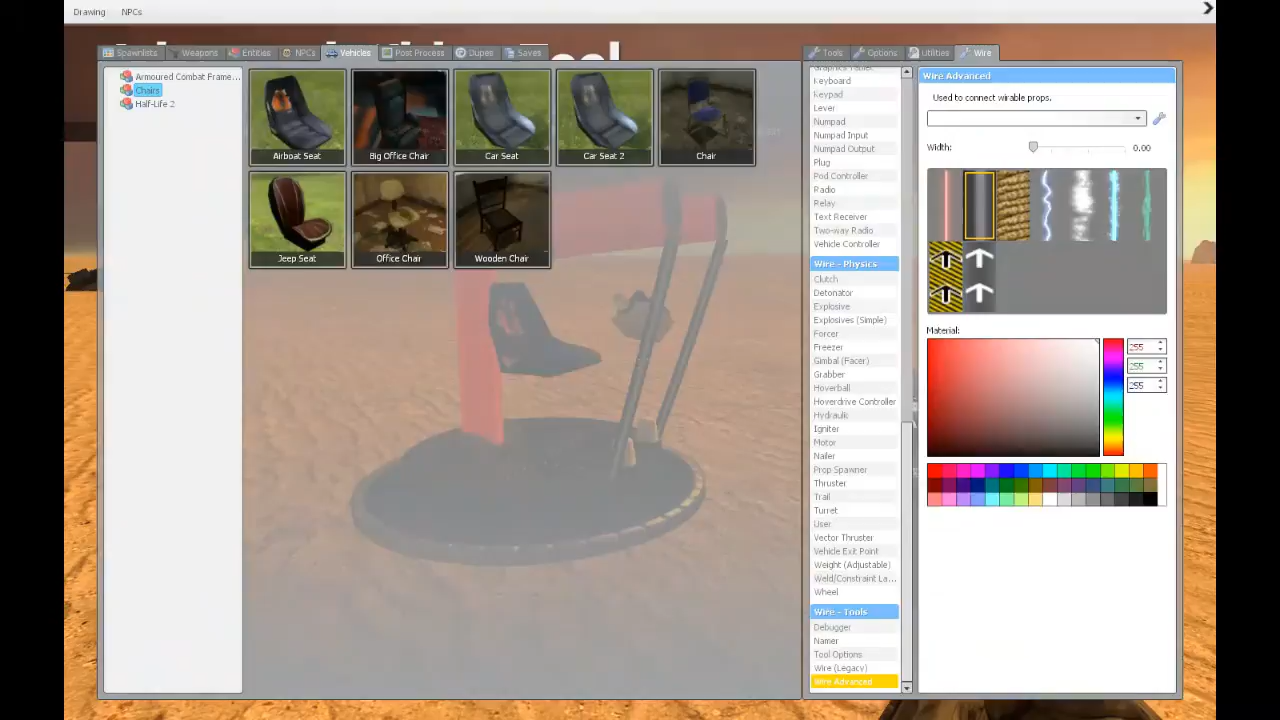 Drawing NPCs
Spawnlists Weapons Entities NPCs Vehicles Post Process Dupes Saves
Tools Options Utilities Wire
Armoured Combat Frame...
Chairs
Half-Life 2
Airboat Seat
Big Office Chair
Car Seat
Car Seat 2
Chair
Jeep Seat
Office Chair
Wooden Chair
Graphics Tablet
Keyboard
Keypad
Lever
Numpad
Numpad Input
Numpad Output
Plug
Pod Controller
Radio
Relay
Text Receiver
Two-way Radio
Vehicle Controller
Wire - Physics
Clutch
Detonator
Explosive
Explosives (Simple)
Forcer
Freezer
Gimbal (Facer)
Grabber
Hoverball
Hoverdrive Controller
Hydraulic
Igniter
Motor
Nailer
Prop Spawner
Thruster
Trail
Turret
User
Vector Thruster
Vehicle Exit Point
Weight (Adjustable)
Weld/Constraint La...
Wheel
Wire - Tools
Debugger
Namer
Tool Options
Wire (Legacy)
Wire Advanced
Wire Advanced
Used to connect wirable props.
Width: 0.00
Material:
255
255
255